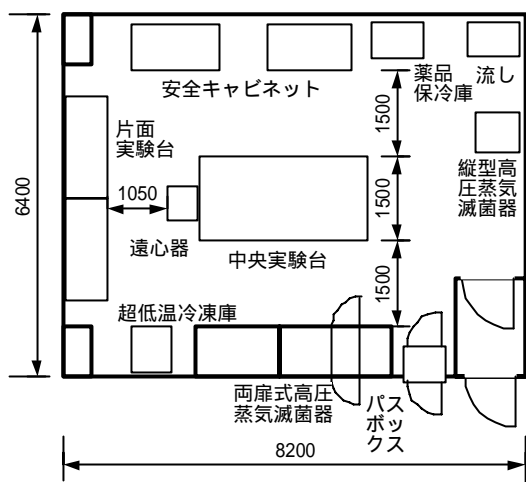 安全キャビネット
薬品
保冷庫
流し
片面
実験台
1500
縦型高
圧蒸気
滅菌器
6400
1050
1500
遠心器
中央実験台
1500
超低温冷凍庫
両扉式高圧
蒸気滅菌器
パス
ボッ
クス
8200